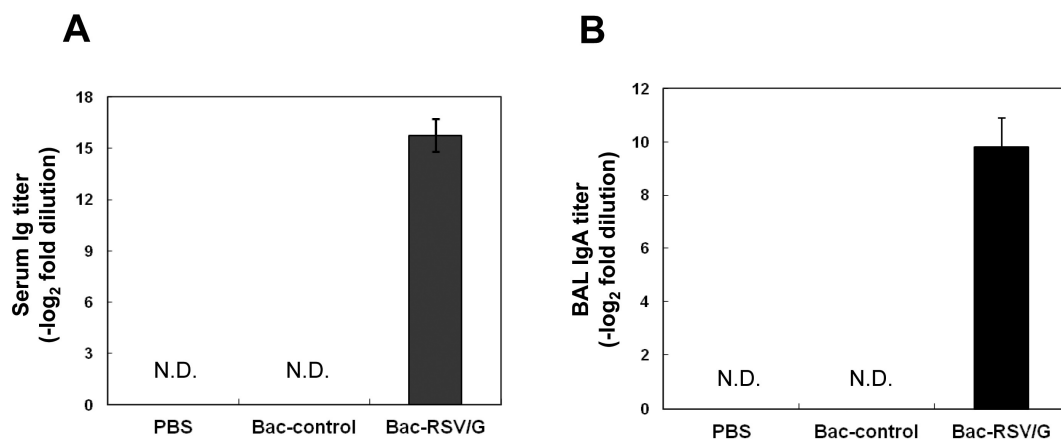 A
Serum Ig titer
(-log₂ fold dilution)
18
15
12
9
6
3
0
N.D.
N.D.
PBS
Bac-control
Bac-RSV/G
B
BAL IgA titer
(-log₂ fold dilution)
12
10
8
6
4
2
0
N.D.
N.D.
PBS
Bac-control
Bac-RSV/G